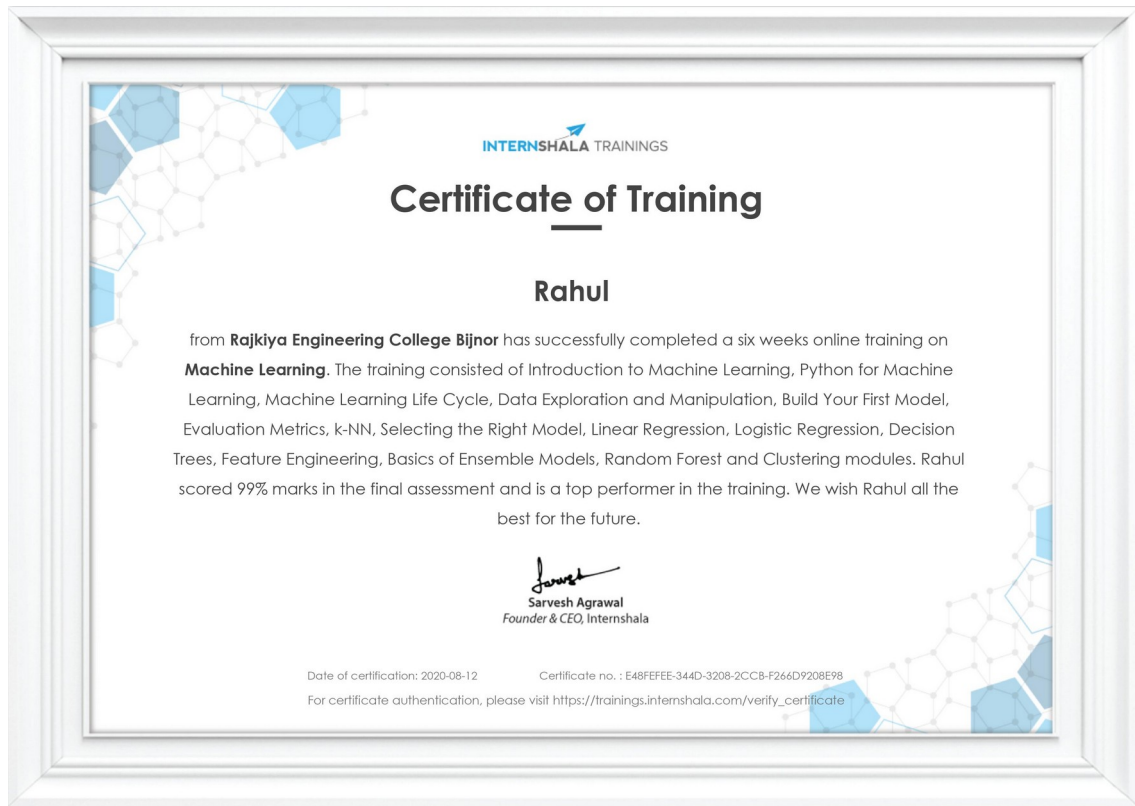 INTERNSHALA TRAININGS
Certificate of Training
Rahul
from Rajkiya Engineering College Bijnor has successfully completed a six weeks online training on
Machine Learning. The training consisted of Introduction to Machine Learning, Python for Machine
Learning, Machine Learning Life Cycle, Data Exploration and Manipulation, Build Your First Model,
Evaluation Metrics, k-NN, Selecting the Right Model, Linear Regression, Logistic Regression, Decision
Trees, Feature Engineering, Basics of Ensemble Models, Random Forest and Clustering modules. Rahul
scored 99% marks in the final assessment and is a top performer in the training. We wish Rahul all the
best for the future.
Sarvesh
Sarvesh Agrawal
Founder & CEO, Internshala
Date of certification: 2020-08-12 Certificate no. : E48FEFEE-344D-3208-2CCB-F266D9208E98
For certificate authentication, please visit https://trainings.internshala.com/verify_certificate